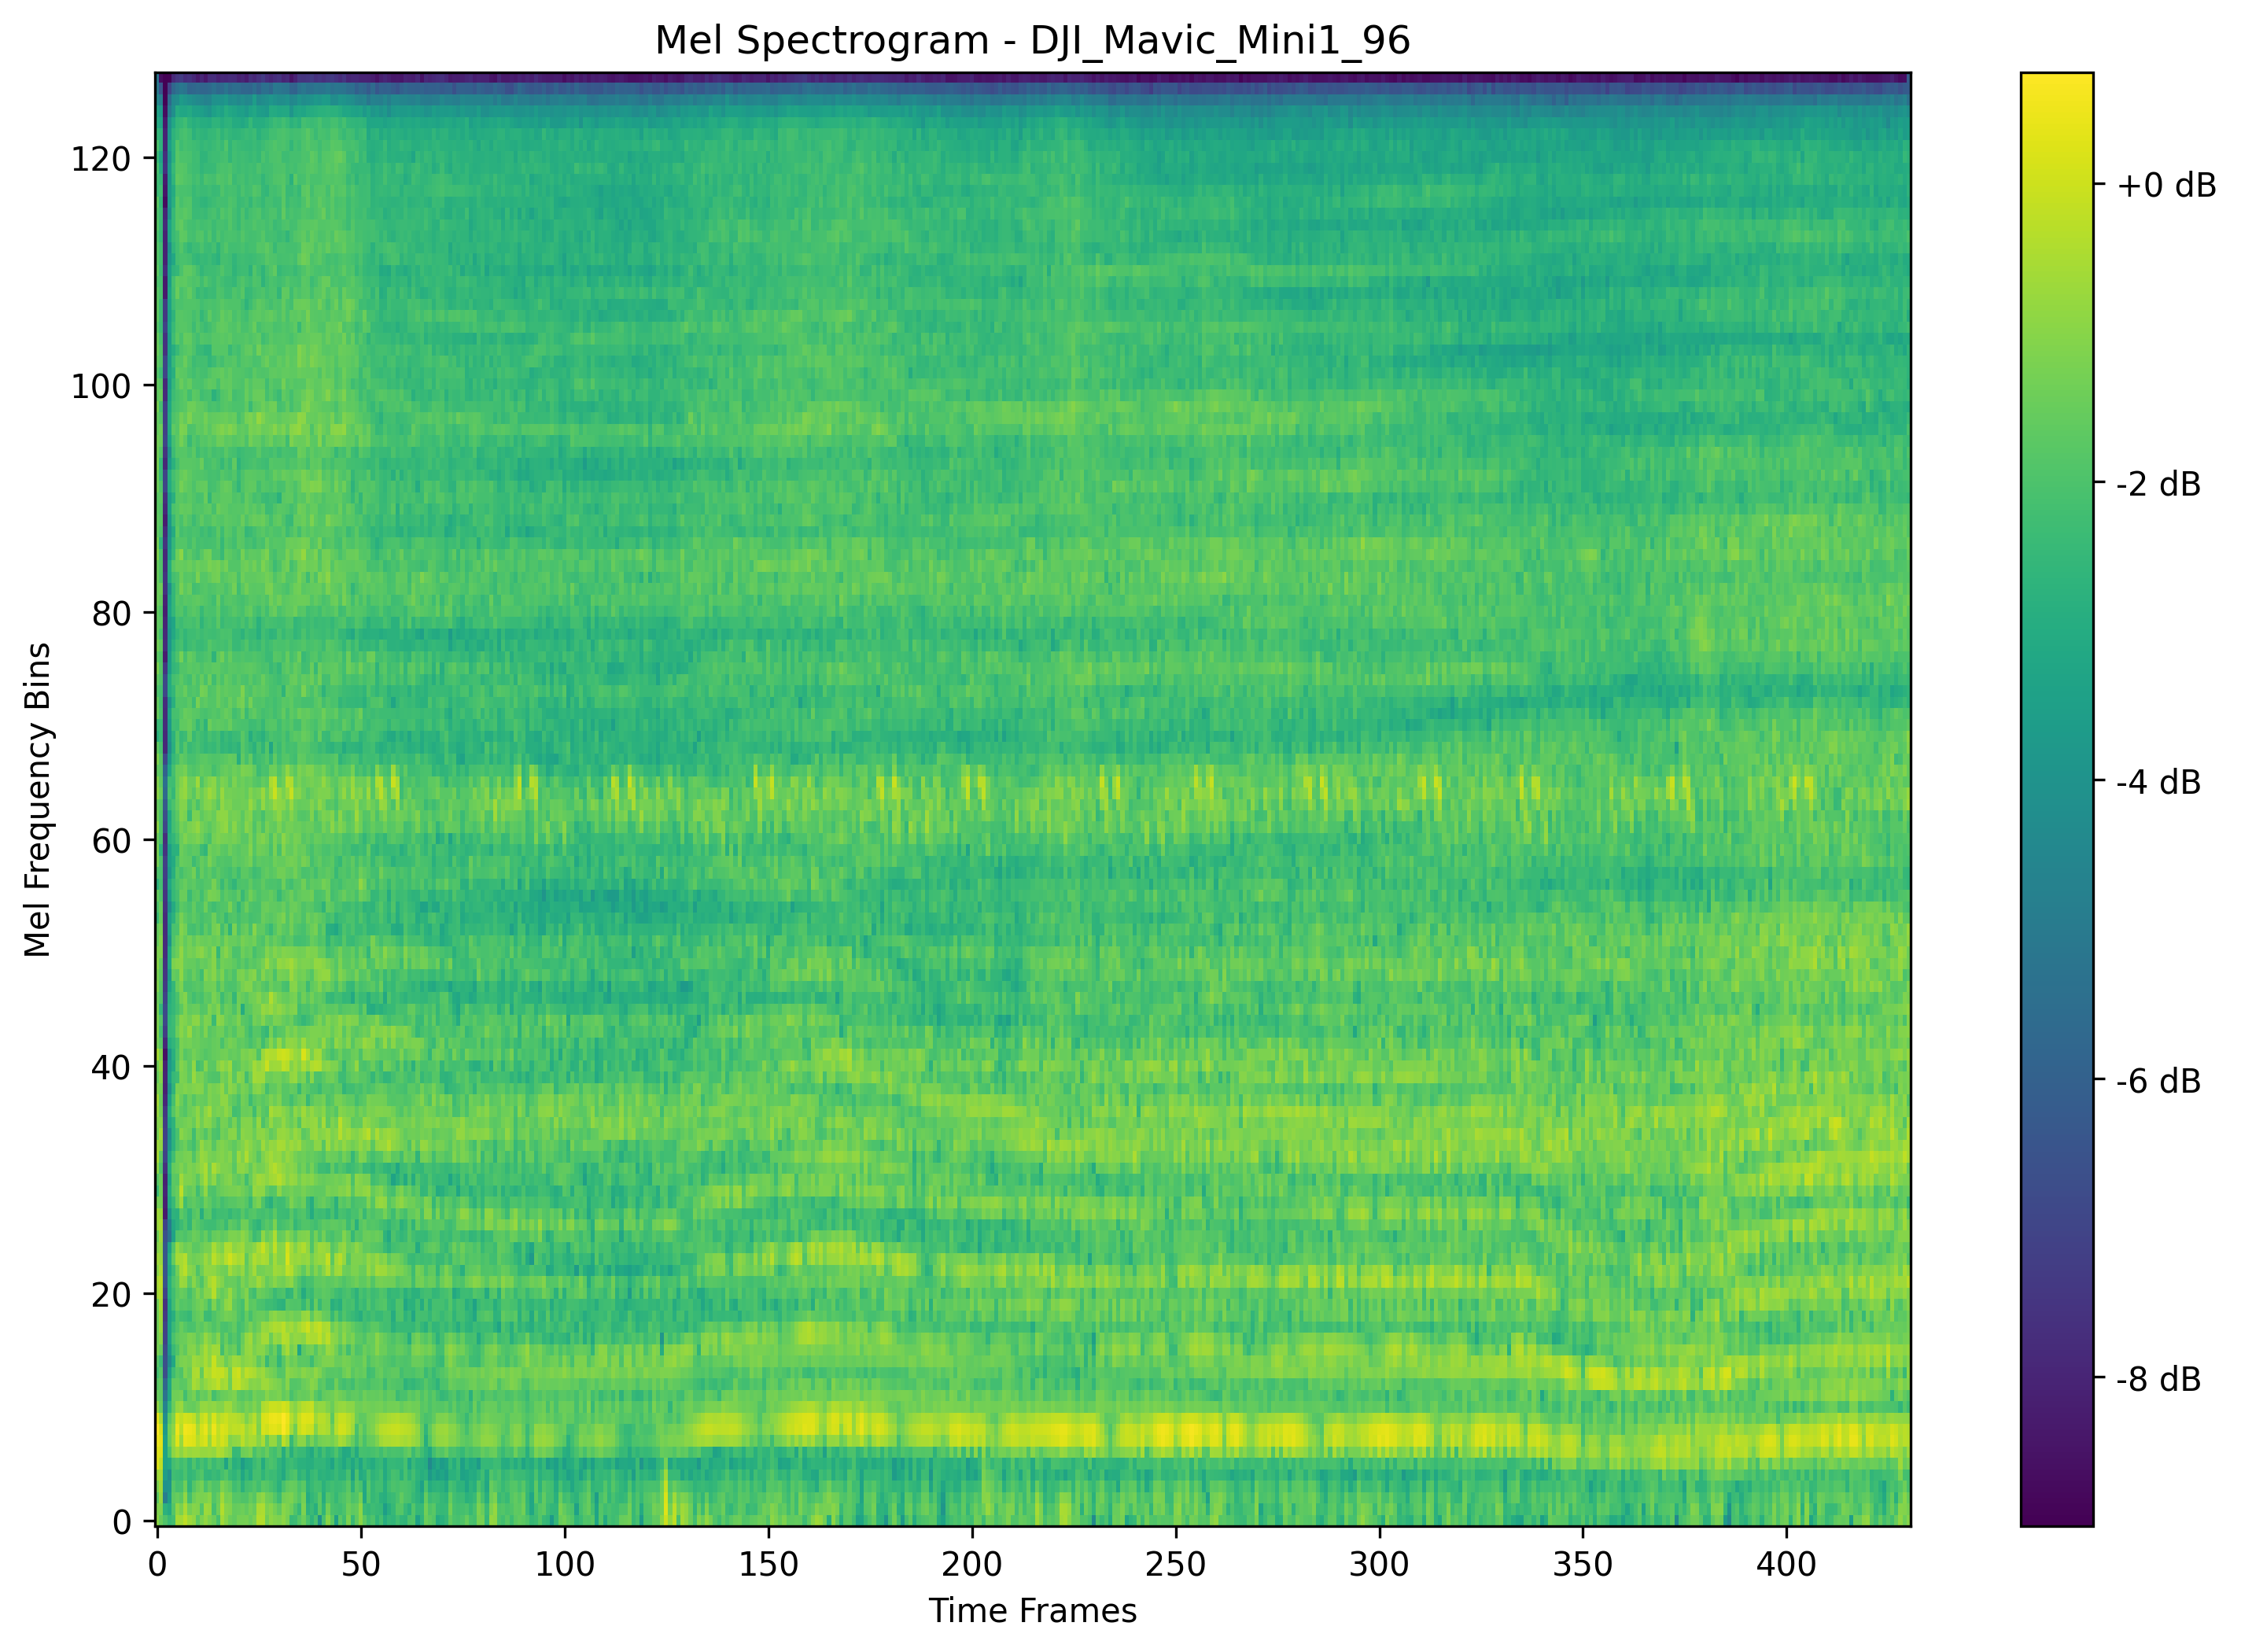 Mel Spectrogram - DJI_Mavic_Mini1_96
120
100
80
60
40
20
0
Mel Frequency Bins
0 50 100 150 200 250 300 350 400
Time Frames
+0 dB
-2 dB
-4 dB
-6 dB
-8 dB